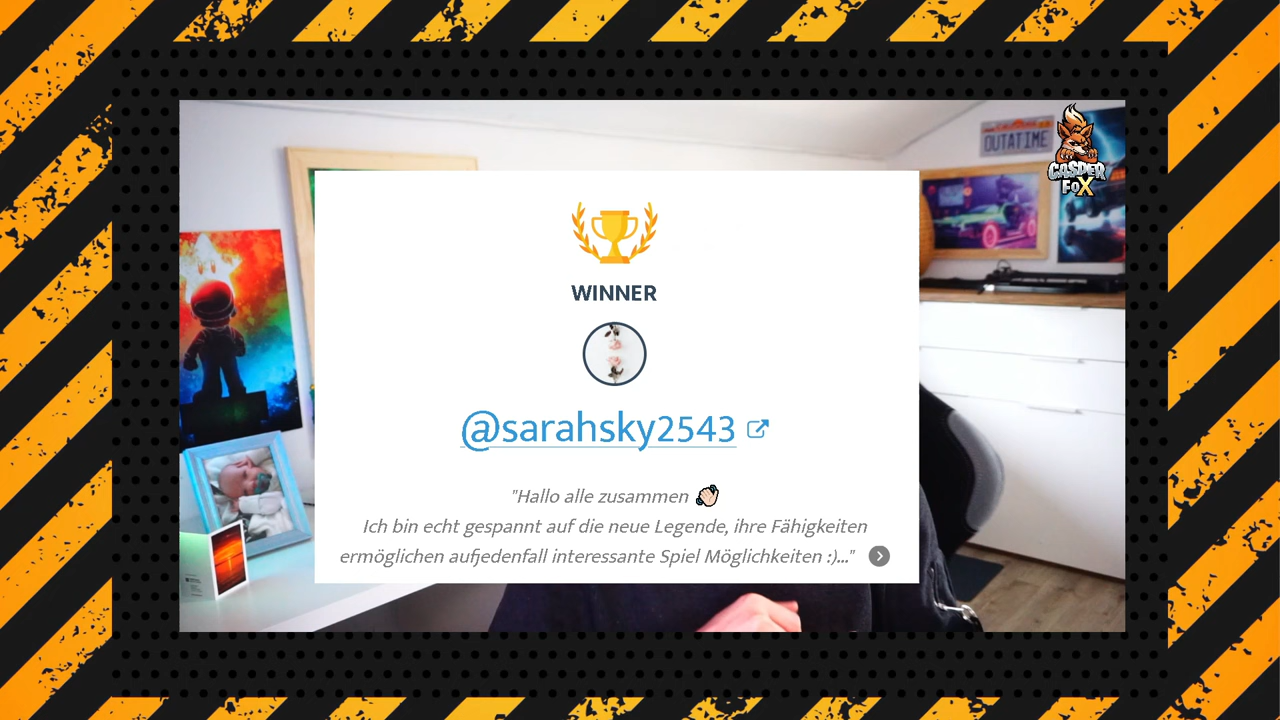 OUTATIME
CASPER
FOX
WINNER
@sarahsky2543
"Hallo alle zusammen 👋🏻
Ich bin echt gespannt auf die neue Legende, ihre Fähigkeiten
ermöglichen aufjedenfall interessante Spiel Möglichkeiten :)..."